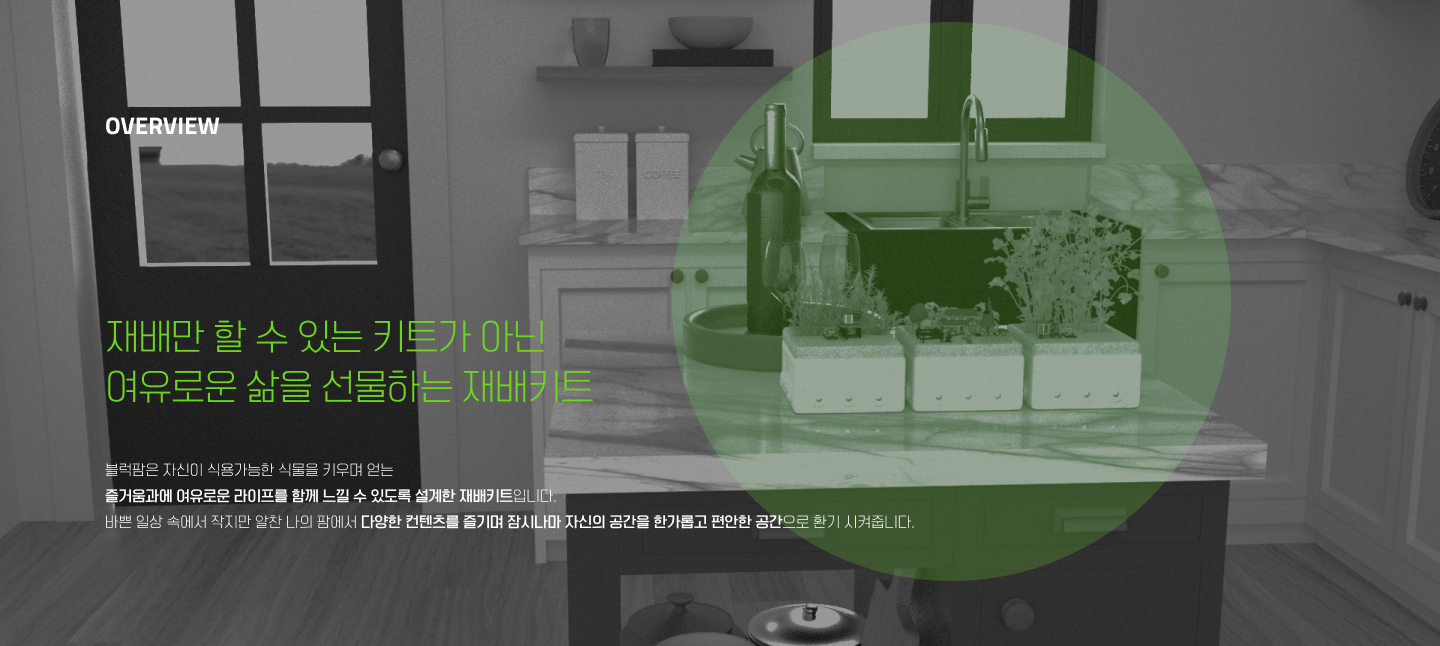 OVERVIEW
TEA
COFFEE
재배만 할 수 있는 키트가 아닌
여유로운 삶을 선물하는 재배키트
블럭팜은 자신이 식용가능한 식물을 키우며 얻는
즐거움과에 여유로운 라이프를 함께 느낄 수 있도록 설계한 재배키트입니다.
바쁜 일상 속에서 작지만 알찬 나의 팜에서 다양한 컨텐츠를 즐기며 잠시나마 자신의 공간을 한가롭고 편안한 공간으로 환기 시켜줍니다.